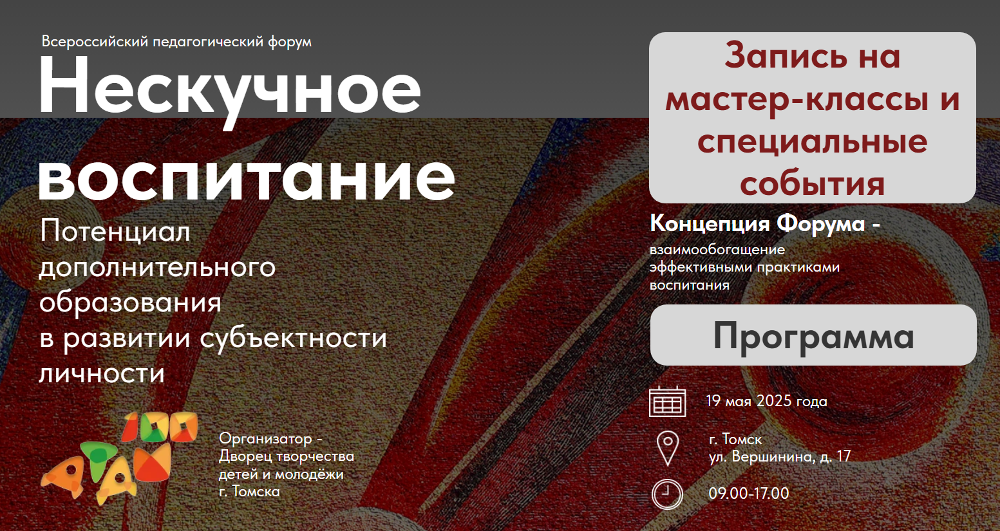 Всероссийский педагогический форум
Нескучное
воспитание
Потенциал
дополнительного
образования
в развитии субъектности
личности
100
ДТДиМ
Организатор -
Дворец творчества
детей и молодёжи
г. Томска
Запись на
мастер-классы и
специальные
события
Концепция Форума -
взаимообогащение
эффективными практиками
воспитания
Программа
19 мая 2025 года
г. Томск
ул. Вершинина, д. 17
09.00-17.00